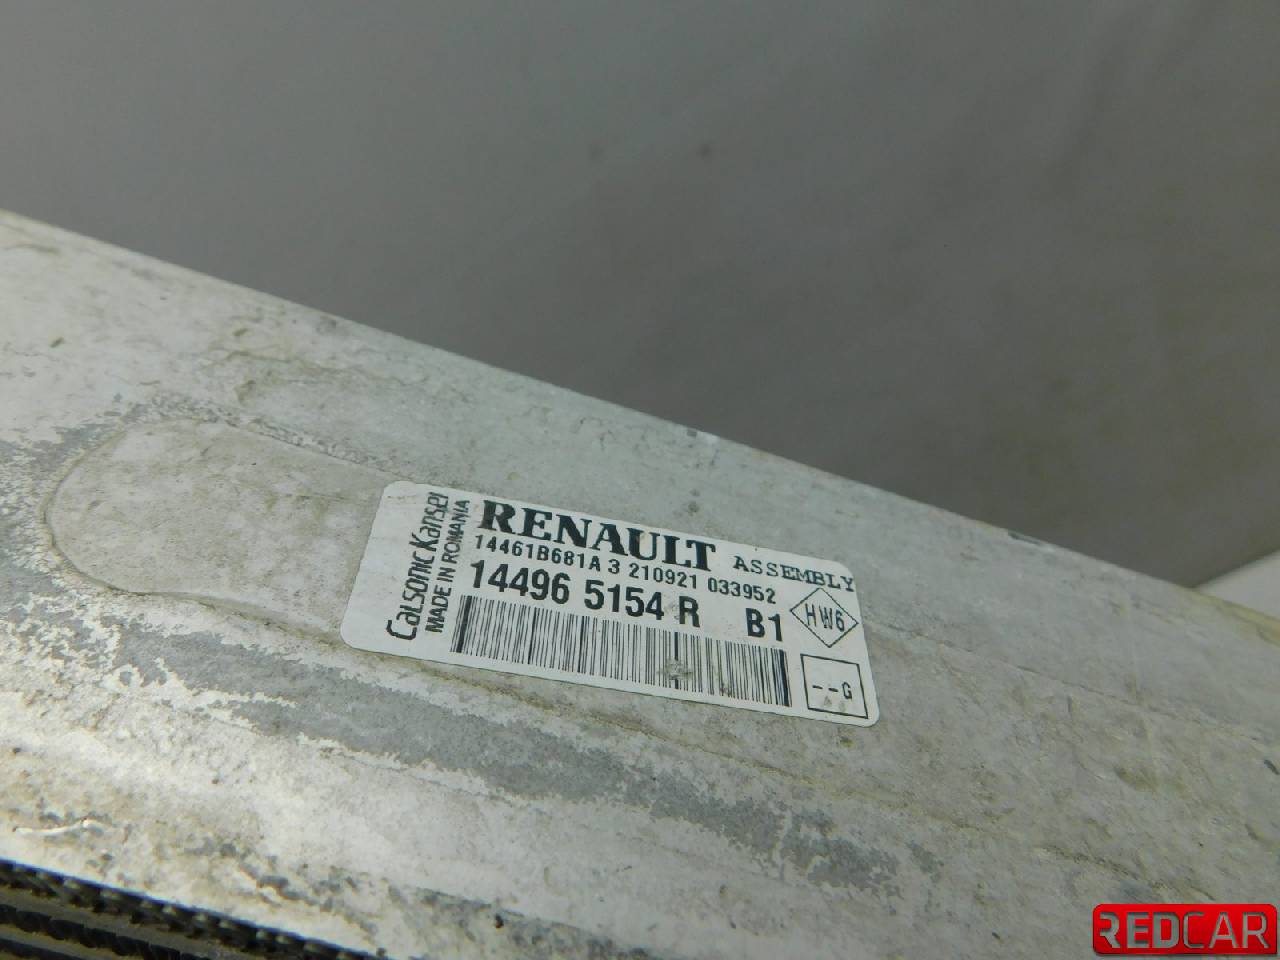 Calsonic Kansei
MADE IN ROMANIA
RENAULT ASSEMBLY
14461B681A 3 210921 033952
14496 5154 R B1
HW6
--G
REDCAR